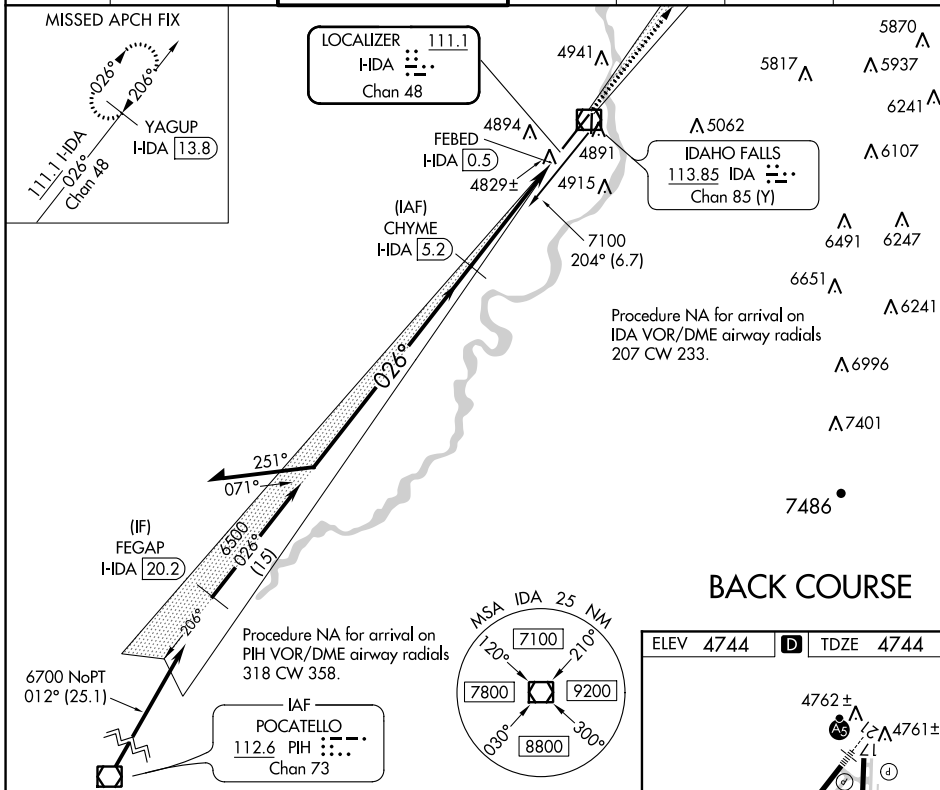 MISSED APCH FIX
026°
206°
YAGUP
I-IDA 13.8
111.1 I-IDA
026°
Chan 48
LOCALIZER 111.1
I-IDA
Chan 48
4941
5870
5817
5937
6241
4894
5062
FEBED
I-IDA 0.5
4891
6107
4829±
4915
IDAHO FALLS
113.85 IDA
Chan 85 (Y)
(IAF)
CHYME
I-IDA 5.2
7100
204° (6.7)
6491
6247
6651
6241
Procedure NA for arrival on
IDA VOR/DME airway radials
207 CW 233.
026°
6996
7401
251°
071°
7486
(IF)
FEGAP
I-IDA 20.2
6500
026°
(15)
206°
BACK COURSE
Procedure NA for arrival on
PIH VOR/DME airway radials
318 CW 358.
6700 NoPT
012° (25.1)
IAF
POCATELLO
112.6 PIH
Chan 73
MSA IDA 25 NM
7100
120°
210°
7800
9200
030°
300°
8800
ELEV 4744 D TDZE 4744
4762±
A5
4761±
2
17
P
P